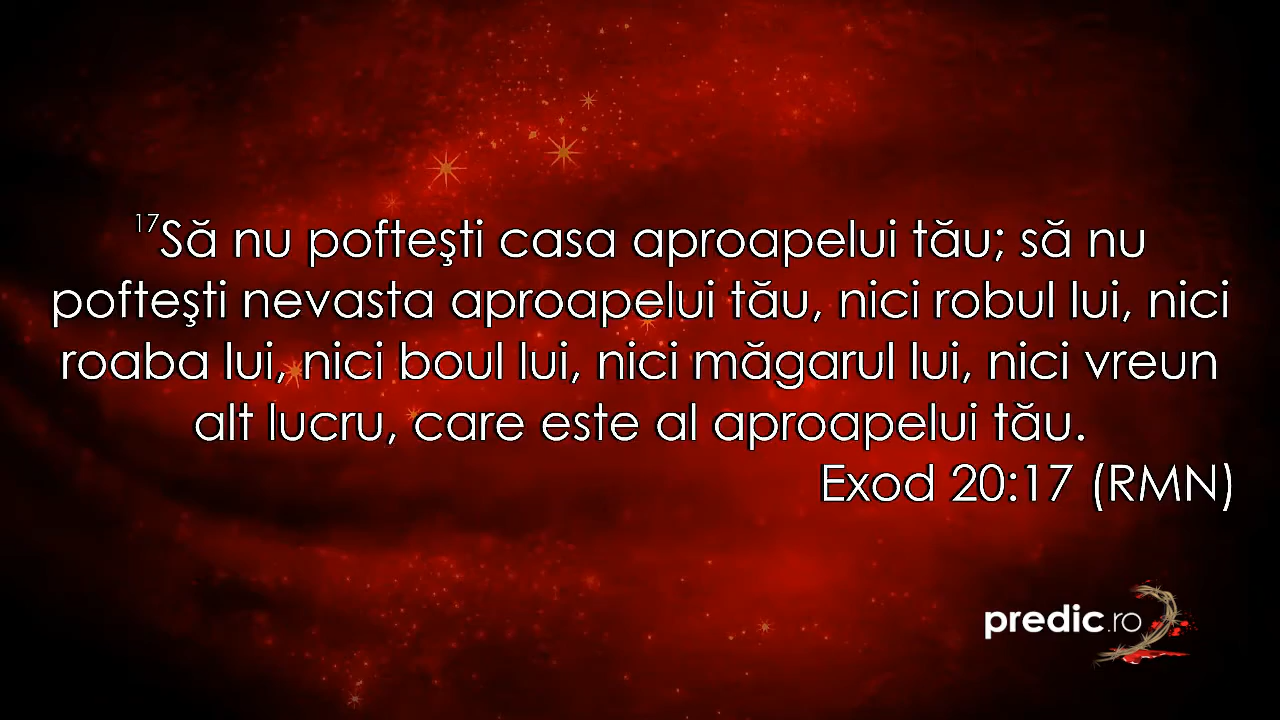 17Să nu pofteşti casa aproapelui tău; să nu
pofteşti nevasta aproapelui tău, nici robul lui, nici
roaba lui, nici boul lui, nici măgarul lui, nici vreun
alt lucru, care este al aproapelui tău.
Exod 20:17 (RMN)
predic.ro